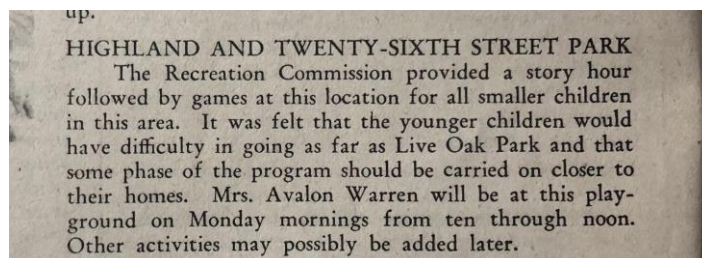 up.
HIGHLAND AND TWENTY-SIXTH STREET PARK
The Recreation Commission provided a story hour
followed by games at this location for all smaller children
in this area. It was felt that the younger children would
have difficulty in going as far as Live Oak Park and that
some phase of the program should be carried on closer to
their homes. Mrs. Avalon Warren will be at this play-
ground on Monday mornings from ten through noon.
Other activities may possibly be added later.